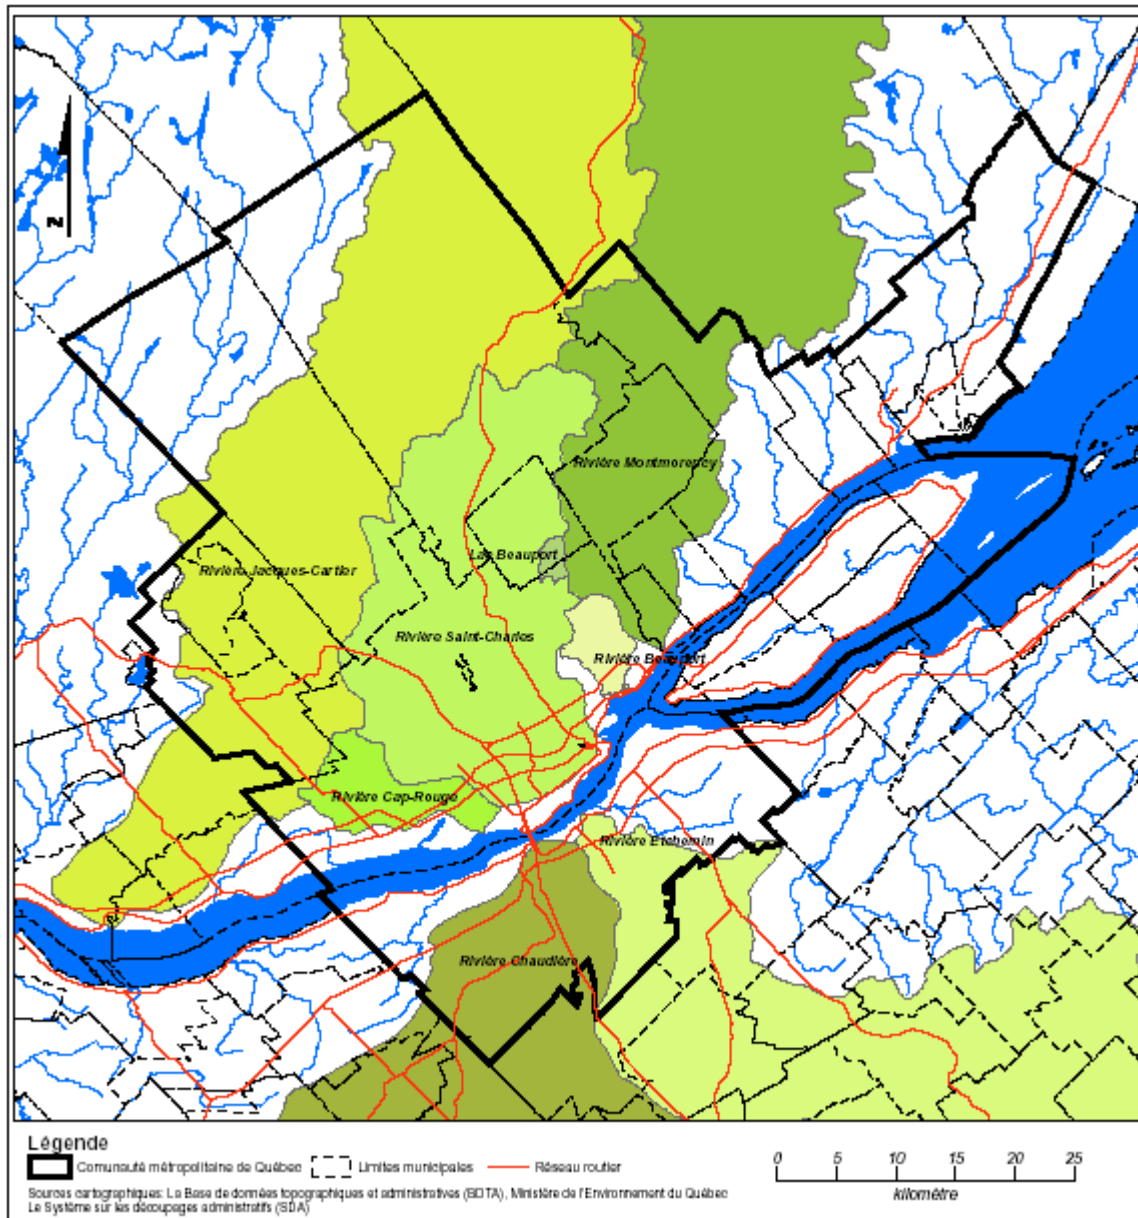 N
Rivière Montmorency
Lac Beauport
Rivière Jacques-Cartier
Rivière Saint-Charles
Rivière Beauport
Rivière Cap-Rouge
Rivière Etchemin
Rivière Chaudière
Légende
Comunauté métropolitaine de Québec Limites municipales Réseau routier
0 5 10 15 20 25
kilomètre
Sources cartographiques: La Base de données topographiques et administratives (BDTA), Ministère de l'Environnement du Québec
Le Système sur les découpages administratifs (SDA)